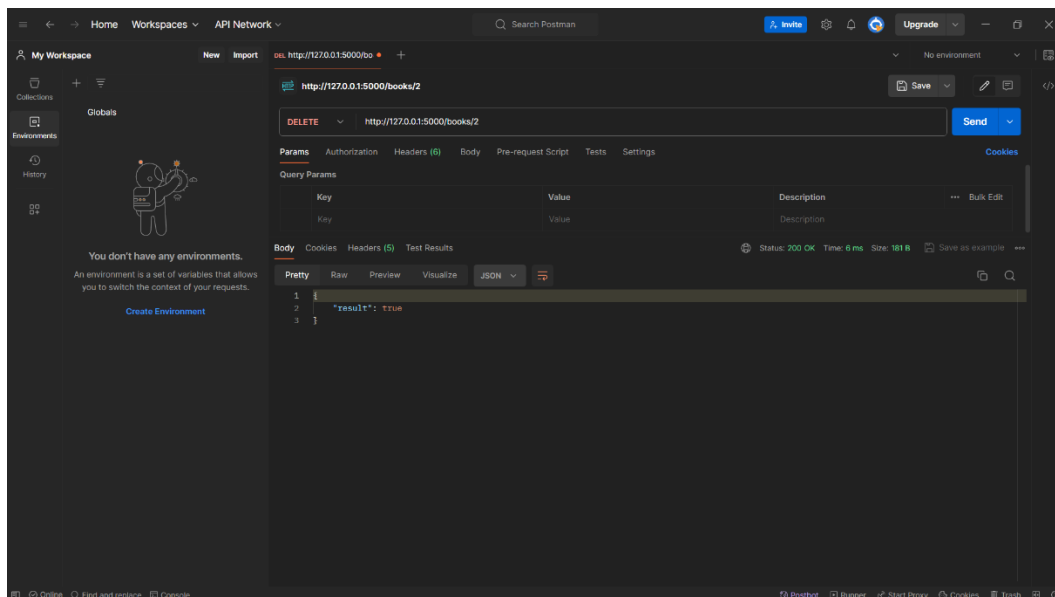 Home Workspaces API Network Search Postman Invite Upgrade
My Workspace New Import DEL http://127.0.0.1:5000/bo No environment
http://127.0.0.1:5000/books/2 Save
Collections
Globals
DELETE http://127.0.0.1:5000/books/2 Send
Environments
Params Authorization Headers (6) Body Pre-request Script Tests Settings Cookies
History
Query Params
Key Value Description Bulk Edit
Key Value Description
Body Cookies Headers (5) Test Results Status: 200 OK Time: 6 ms Size: 181 B Save as example
You don't have any environments.
An environment is a set of variables that allows
you to switch the context of your requests.
Create Environment
Pretty Raw Preview Visualize JSON
1 {
2 "result": true
3 }
Online Find and replace Console Postbot Runner Start Proxy Cookies Trash